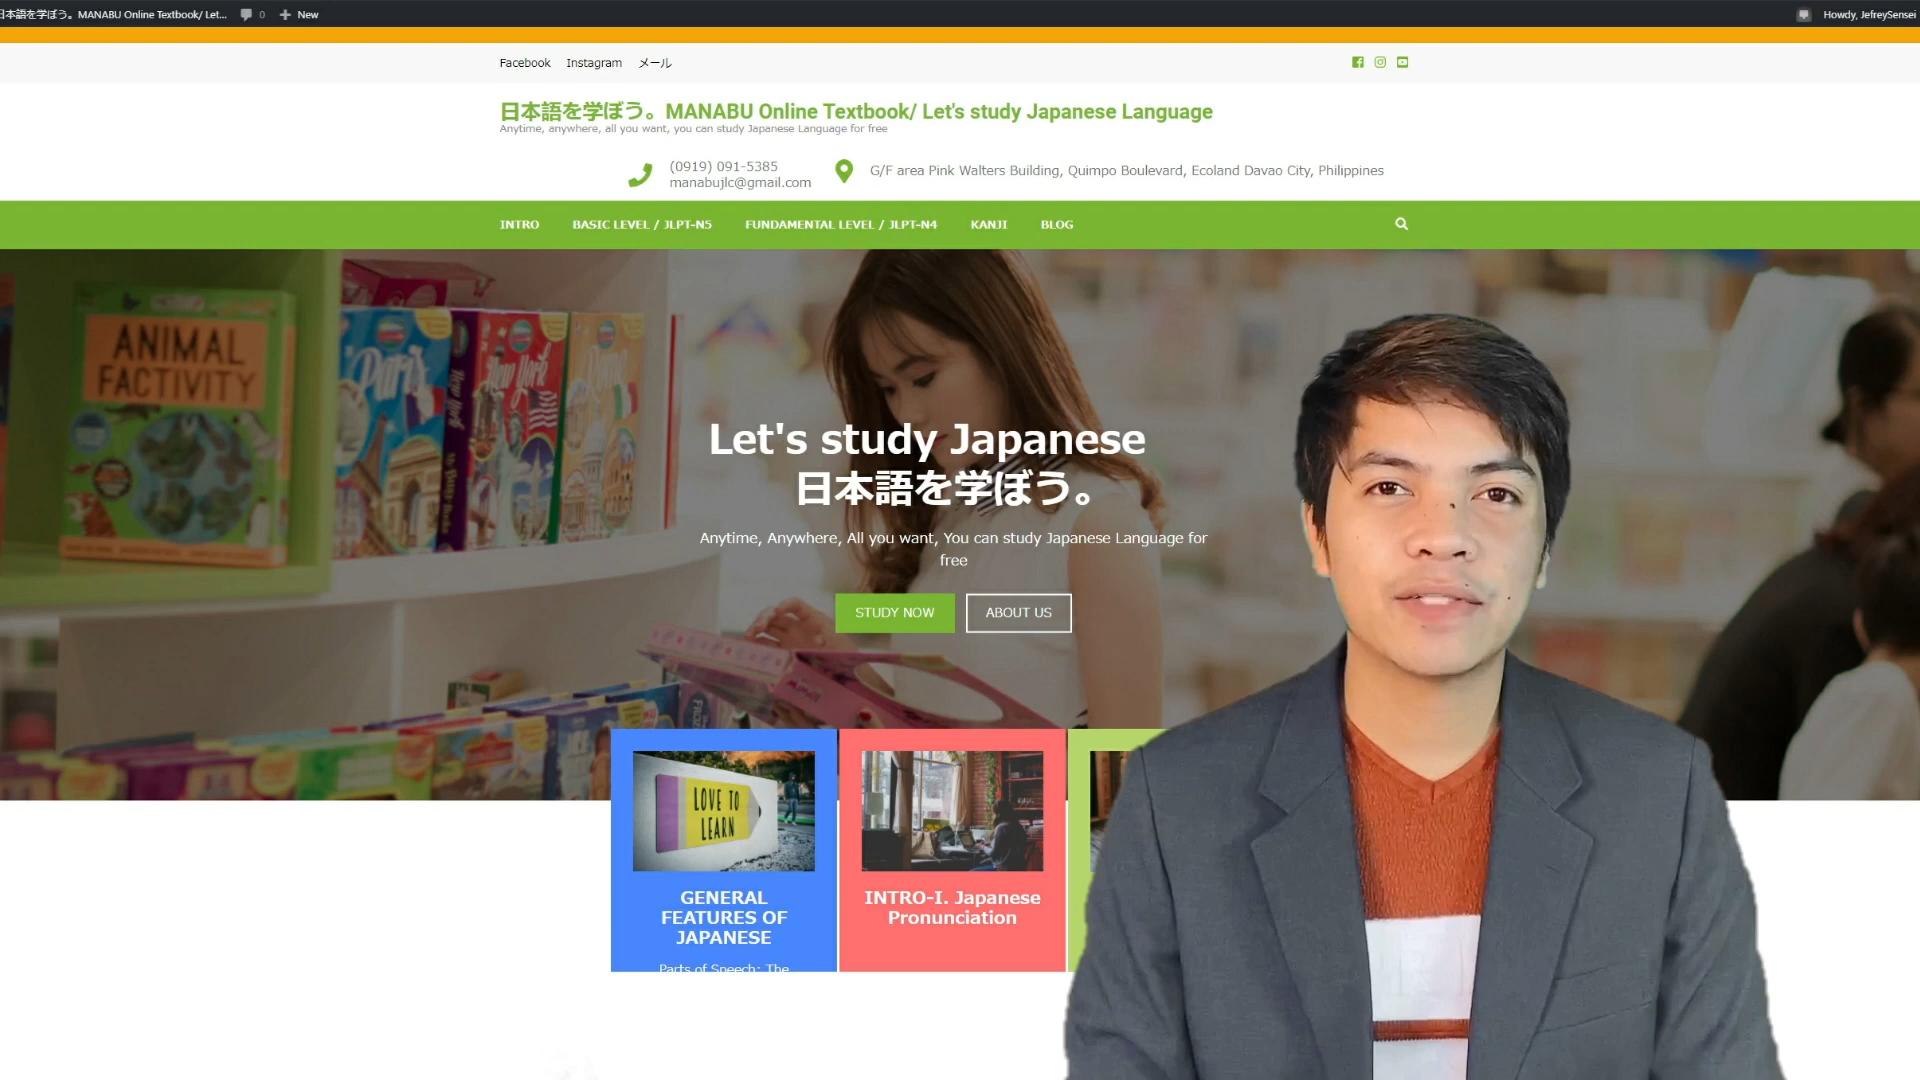 日本語を学ぼう。MANABU Online Textbook/ Let... 0 New Howdy, JefreySensei
Facebook Instagram メール
日本語を学ぼう。MANABU Online Textbook/ Let's study Japanese Language
Anytime, anywhere, all you want, you can study Japanese Language for free
(0919) 091-5385
manabujlc@gmail.com
G/F area Pink Walters Building, Quimpo Boulevard, Ecoland Davao City, Philippines
INTRO BASIC LEVEL / JLPT-N5 FUNDAMENTAL LEVEL / JLPT-N4 KANJI BLOG
ANIMAL
FACTIVITY
Paris
New York
New York
Let's study Japanese
日本語を学ぼう。
Anytime, Anywhere, All you want, You can study Japanese Language for
free
STUDY NOW ABOUT US
LOVE TO
LEARN
GENERAL
FEATURES OF
JAPANESE
Parts of Speech: The
INTRO-I. Japanese
Pronunciation